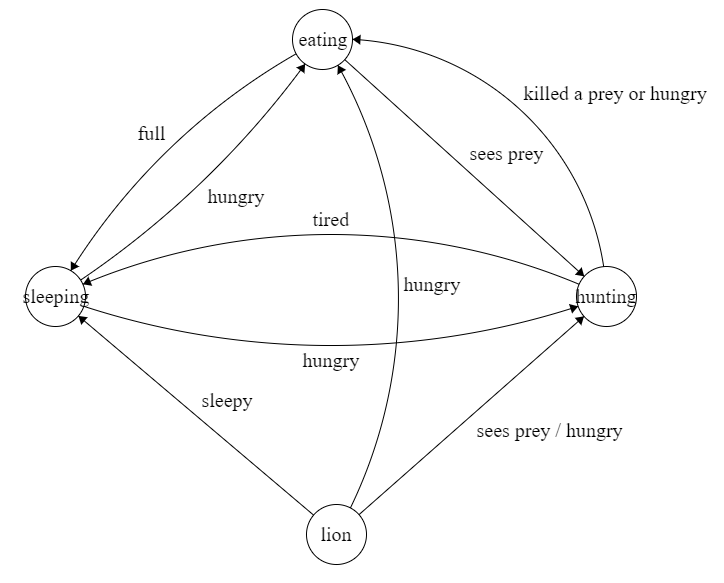 eating
killed a prey or hungry
full
sees prey
hungry
tired
hungry
sleeping
hunting
hungry
sleepy
sees prey / hungry
lion